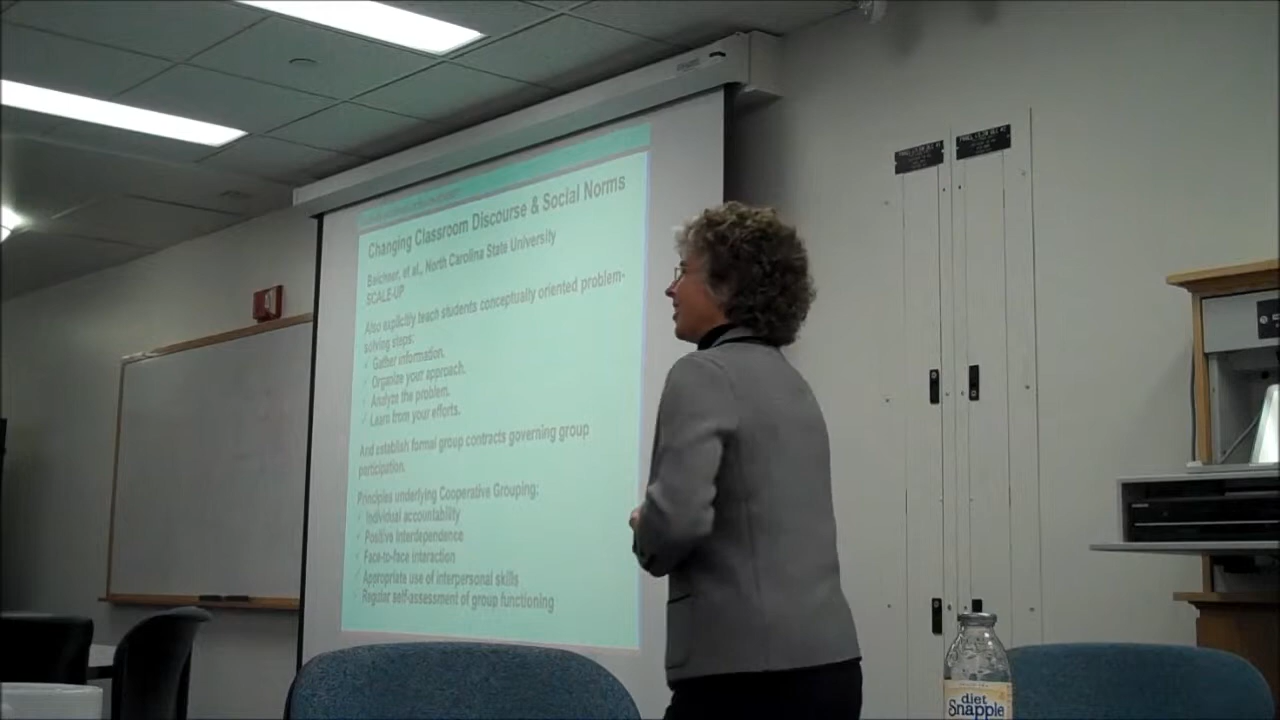 Changing Classroom Discourse & Social Norms
Beichner, et al., North Carolina State University
SCALE-UP
Also explicitly teach students conceptually oriented problem-
solving steps:
Gather information.
Organize your approach.
Analyze the problem.
Learn from your efforts.
And establish formal group contracts governing group
participation.
Principles underlying Cooperative Grouping:
Individual accountability
Positive Interdependence
Face-to-face interaction
Appropriate use of interpersonal skills
Regular self-assessment of group functioning
diet
Snapple